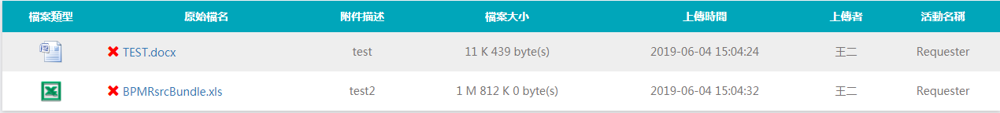 檔案類型 原始檔名 附件描述 檔案大小 上傳時間 上傳者 活動名稱
TEST.docx test 11 K 439 byte(s) 2019-06-04 15:04:24 王二 Requester
BPMRsrcBundle.xls test2 1 M 812 K 0 byte(s) 2019-06-04 15:04:32 王二 Requester